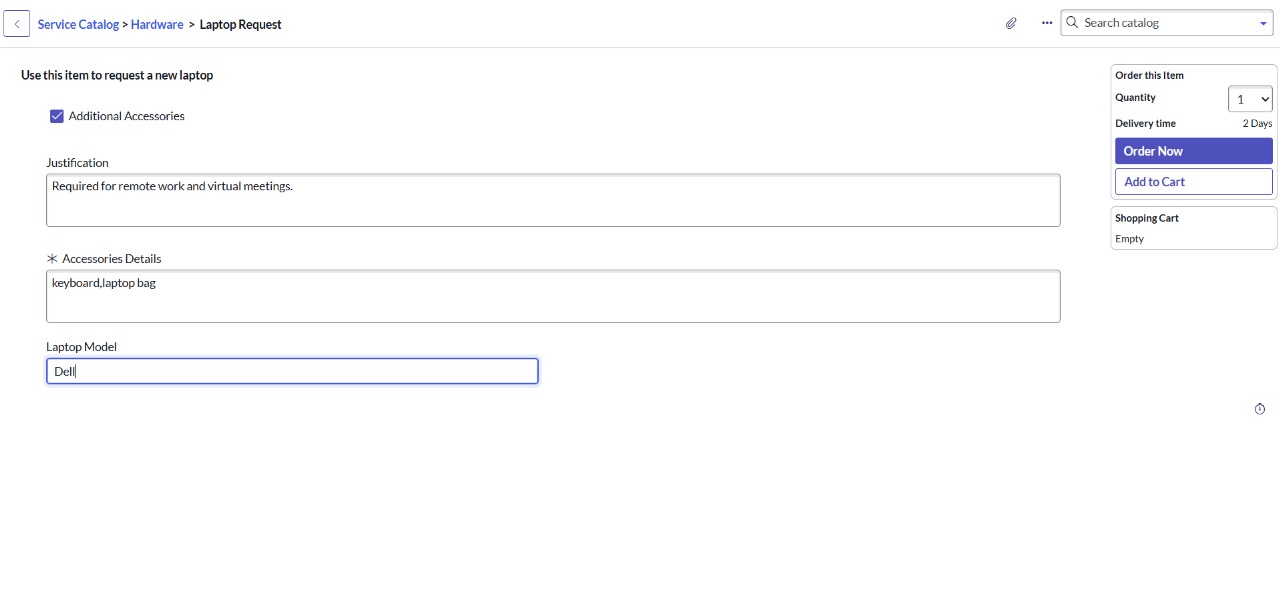 Service Catalog > Hardware > Laptop Request
Search catalog
Use this item to request a new laptop
Additional Accessories
Justification
Required for remote work and virtual meetings.
Accessories Details
keyboard,laptop bag
Laptop Model
Dell
Order this Item
Quantity
1
Delivery time
2 Days
Order Now
Add to Cart
Shopping Cart
Empty